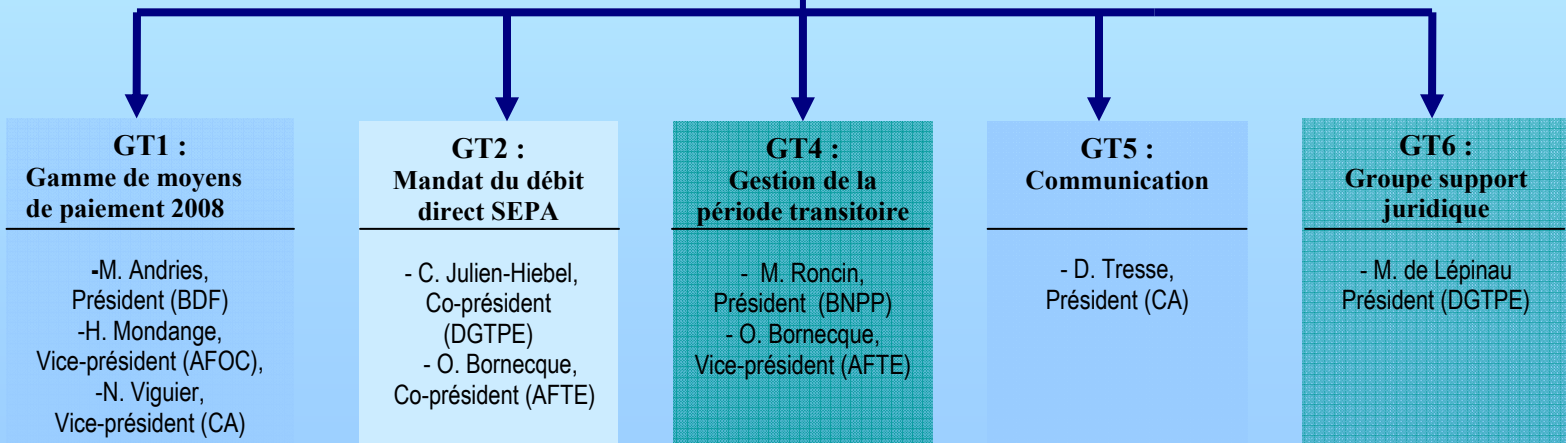 GT1 :
Gamme de moyens
de paiement 2008
-M. Andries,
Président (BDF)
-H. Mondange,
Vice-président (AFOC),
-N. Viguier,
Vice-président (CA)
GT2 :
Mandat du débit
direct SEPA
- C. Julien-Hiebel,
Co-président
(DGTPE)
- O. Bornecque,
Co-président (AFTE)
GT4 :
Gestion de la
période transitoire
- M. Roncin,
Président (BNPP)
- O. Bornecque,
Vice-président (AFTE)
GT5 :
Communication
- D. Tresse,
Président (CA)
GT6 :
Groupe support
juridique
- M. de Lépinau
Président (DGTPE)